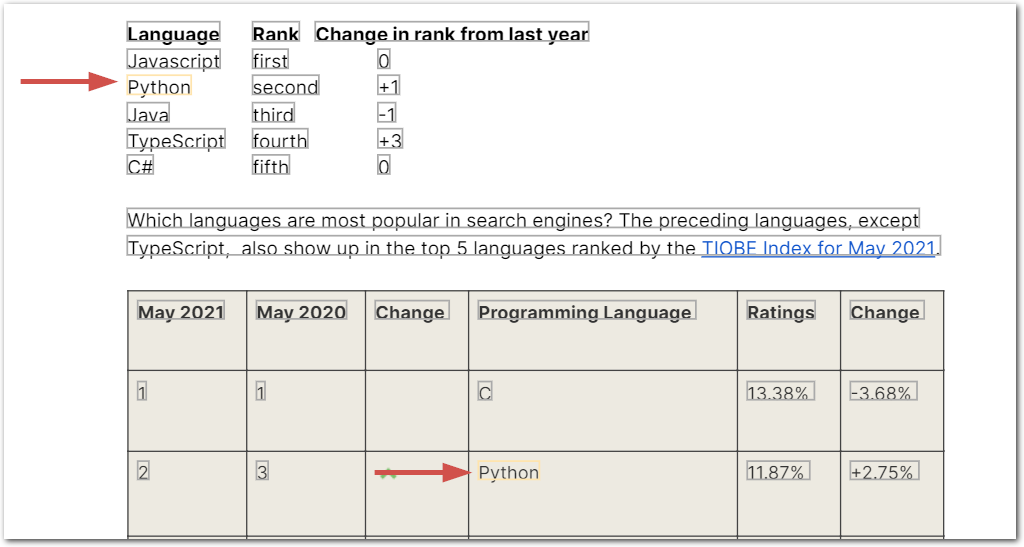 Language Rank Change in rank from last year
Javascript first 0
Python second +1
Java third -1
TypeScript fourth +3
C# fifth 0
Which languages are most popular in search engines? The preceding languages, except
TypeScript, also show up in the top 5 languages ranked by the TIOBE Index for May 2021.
May 2021 May 2020 Change Programming Language Ratings Change
1 1 C 13.38% -3.68%
2 3 Python 11.87% +2.75%